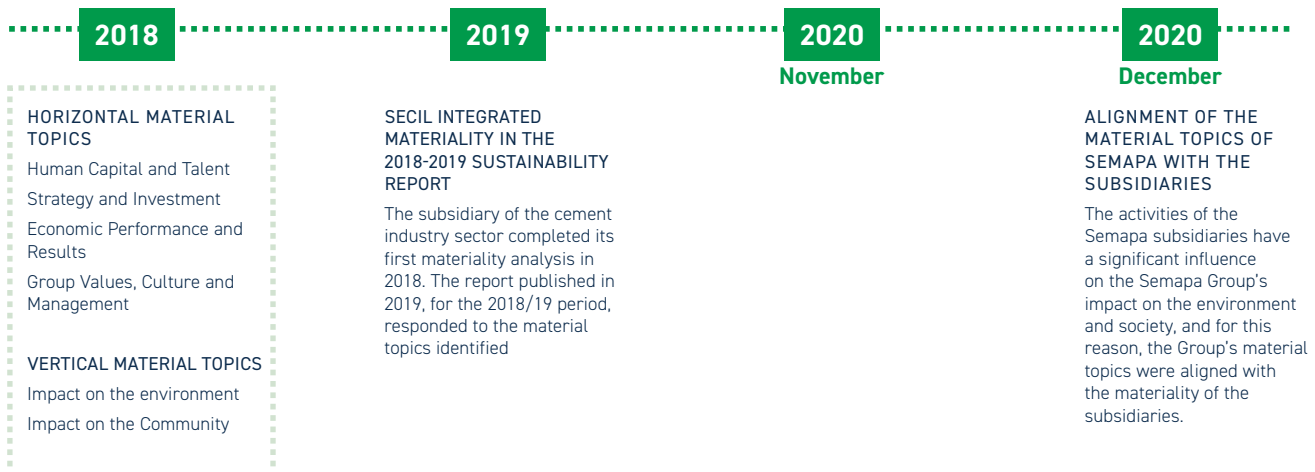 2018
HORIZONTAL MATERIAL
TOPICS
Human Capital and Talent
Strategy and Investment
Economic Performance and
Results
Group Values, Culture and
Management
VERTICAL MATERIAL TOPICS
Impact on the environment
Impact on the Community
2019
SECIL INTEGRATED
MATERIALITY IN THE
2018-2019 SUSTAINABILITY
REPORT
The subsidiary of the cement
industry sector completed its
first materiality analysis in
2018. The report published in
2019, for the 2018/19 period,
responded to the material
topics identified
2020
November
2020
December
ALIGNMENT OF THE
MATERIAL TOPICS OF
SEMAPA WITH THE
SUBSIDIARIES
The activities of the
Semapa subsidiaries have
a significant influence
on the Semapa Group’s
impact on the environment
and society, and for this
reason, the Group’s material
topics were aligned with
the materiality of the
subsidiaries.